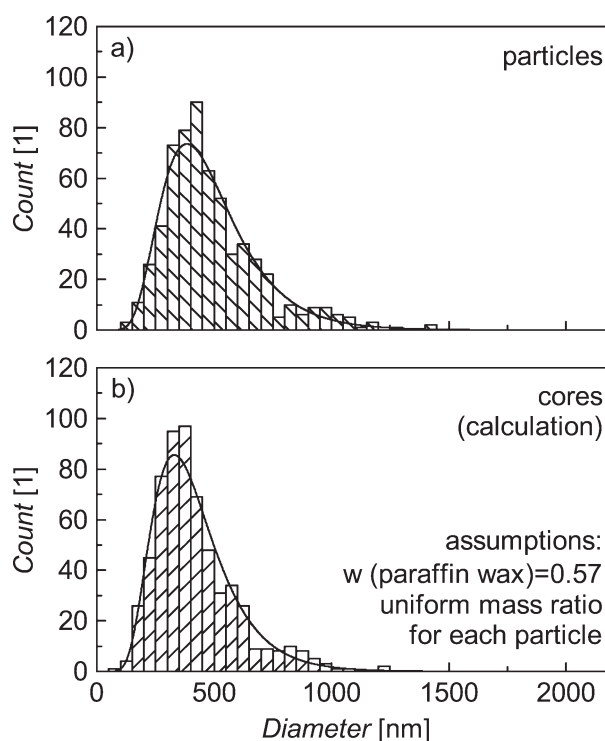 120
a)
particles
100
80
60
40
20
0
Count [1]
120
b)
cores
(calculation)
100
80
60
40
20
0
Count [1]
assumptions:
w (paraffin wax)=0.57
uniform mass ratio
for each particle
0 500 1000 1500 2000
Diameter [nm]